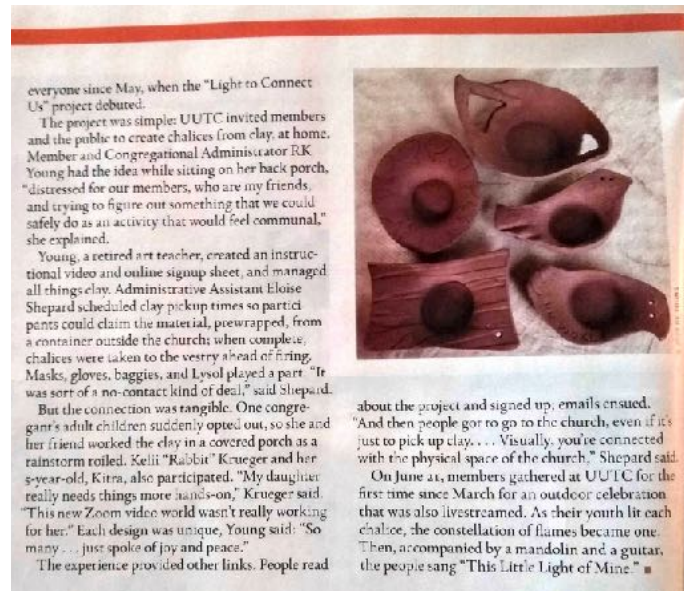 everyone since May, when the "Light to Connect
Us" project debuted.
The project was simple: UUTC invited members
and the public to create chalices from clay, at home.
Member and Congregational Administrator RK
Young had the idea while sitting on her back porch,
"distressed for our members, who are my friends,
and trying to figure out something that we could
safely do as an activity that would feel communal,"
she explained.
Young, a retired art teacher, created an instruc-
tional video and online signup sheet, and managed
all things clay. Administrative Assistant Eloise
Shepard scheduled clay pickup times so partici
pants could claim the material, prewrapped, from
a container outside the church; when complete,
chalices were taken to the vestry ahead of firing.
Masks, gloves, baggies, and Lysol played a part. "It
was sort of a no-contact kind of deal," said Shepard.
But the connection was tangible. One congre-
gant's adult children suddenly opted out, so she and
her friend worked the clay in a covered porch as a
rainstorm roiled. Kelii "Rabbit" Krueger and her
5-year-old, Kitra, also participated. "My daughter
really needs things more hands-on," Krueger said.
"This new Zoom video world wasn't really working
for her." Each design was unique, Young said: "So
many . . . just spoke of joy and peace."
The experience provided other links. People read
about the project and signed up, emails ensued.
"And then people got to go to the church, even if it's
just to pick up clay. . . . Visually, you're connected
with the physical space of the church," Shepard said.
On June 21, members gathered at UUTC for the
first time since March for an outdoor celebration
that was also livestreamed. As their youth lit each
chalice, the constellation of flames became one.
Then, accompanied by a mandolin and a guitar,
the people sang "This Little Light of Mine."